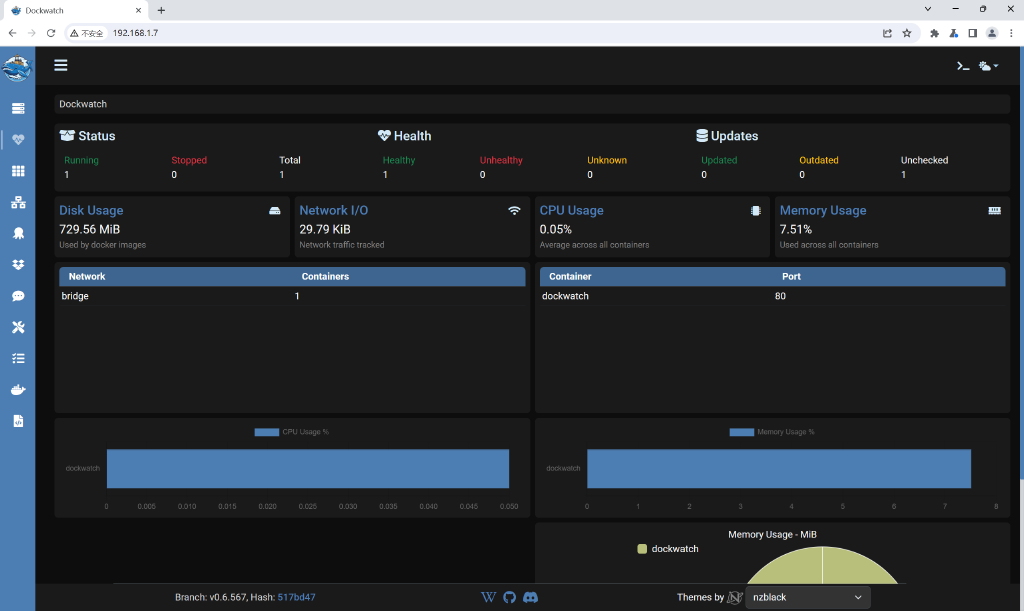 Dockwatch
不安全 192.168.1.7
Dockwatch
Status
Running Stopped Total
1 0 1
Health
Healthy Unhealthy Unknown
1 0 0
Updates
Updated Outdated Unchecked
0 0 1
Disk Usage
729.56 MiB
Used by docker images
Network I/O
29.79 KiB
Network traffic tracked
CPU Usage
0.05%
Average across all containers
Memory Usage
7.51%
Used across all containers
Network Containers
bridge 1
Container Port
dockwatch 80
CPU Usage %
dockwatch
0 0.005 0.010 0.015 0.020 0.025 0.030 0.035 0.040 0.045 0.050
Memory Usage %
dockwatch
0 1 2 3 4 5 6 7 8
Memory Usage - MiB
dockwatch
Branch: v0.6.567, Hash: 517bd47
Themes by nzblack